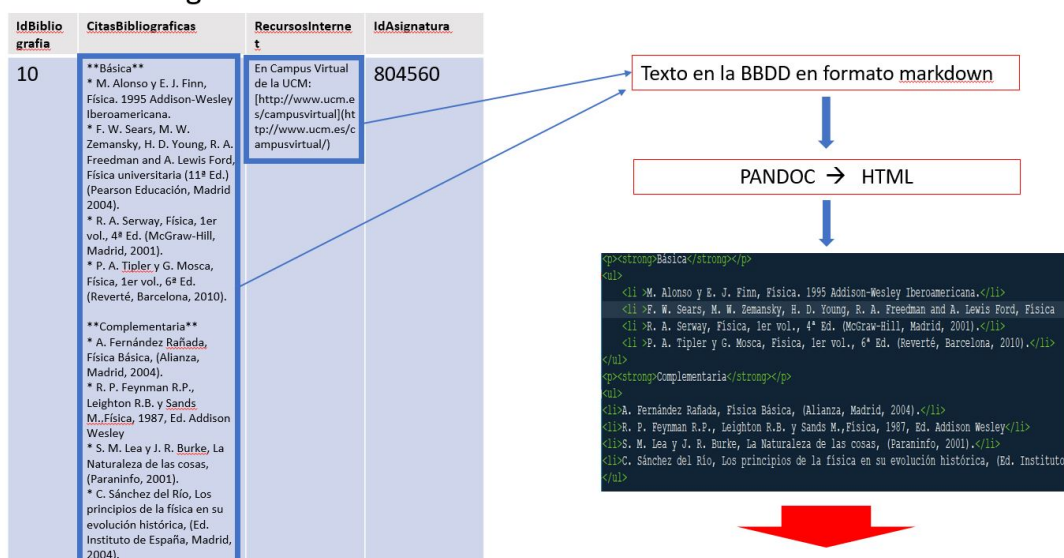 IdBiblio
grafia
CitasBibliograficas
RecursosInterne
t
IdAsignatura
10
**Básica**
* M. Alonso y E. J. Finn,
Física. 1995 Addison-Wesley
Iberoamericana.
* F. W. Sears, M. W.
Zemansky, H. D. Young, R. A.
Freedman and A. Lewis Ford,
Física universitaria (11ª Ed.)
(Pearson Educación, Madrid
2004).
* R. A. Serway, Física, 1er
vol., 4ª Ed. (McGraw-Hill,
Madrid, 2001).
* P. A. Tipler y G. Mosca,
Física, 1er vol., 6ª Ed.
(Reverté, Barcelona, 2010).
**Complementaria**
* A. Fernández Rañada,
Física Básica, (Alianza,
Madrid, 2004).
* R. P. Feynman R.P.,
Leighton R.B. y Sands
M.,Física, 1987, Ed. Addison
Wesley
* S. M. Lea y J. R. Burke, La
Naturaleza de las cosas,
(Paraninfo, 2001).
* C. Sánchez del Río, Los
principios de la física en su
evolución histórica, (Ed.
Instituto de España, Madrid,
2004).
En Campus Virtual
de la UCM:
[http://www.ucm.e
s/campusvirtual](ht
tp://www.ucm.es/c
ampusvirtual/)
804560
Texto en la BBDD en formato markdown
PANDOC → HTML
<p><strong>Básica</strong></p>
<ul>
<li >M. Alonso y E. J. Finn, Física. 1995 Addison-Wesley Iberoamericana.</li>
<li >F. W. Sears, M. W. Zemansky, H. D. Young, R. A. Freedman and A. Lewis Ford, Física
<li >R. A. Serway, Física, 1er vol., 4ª Ed. (McGraw-Hill, Madrid, 2001).</li>
<li >P. A. Tipler y G. Mosca, Física, 1er vol., 6ª Ed. (Reverté, Barcelona, 2010).</li>
</ul>
<p><strong>Complementaria</strong></p>
<ul>
<li>A. Fernández Rañada, Física Básica, (Alianza, Madrid, 2004).</li>
<li>R. P. Feynman R.P., Leighton R.B. y Sands M.,Física, 1987, Ed. Addison Wesley</li>
<li>S. M. Lea y J. R. Burke, La Naturaleza de las cosas, (Paraninfo, 2001).</li>
<li>C. Sánchez del Río, Los principios de la física en su evolución histórica, (Ed. Instituto
</ul>